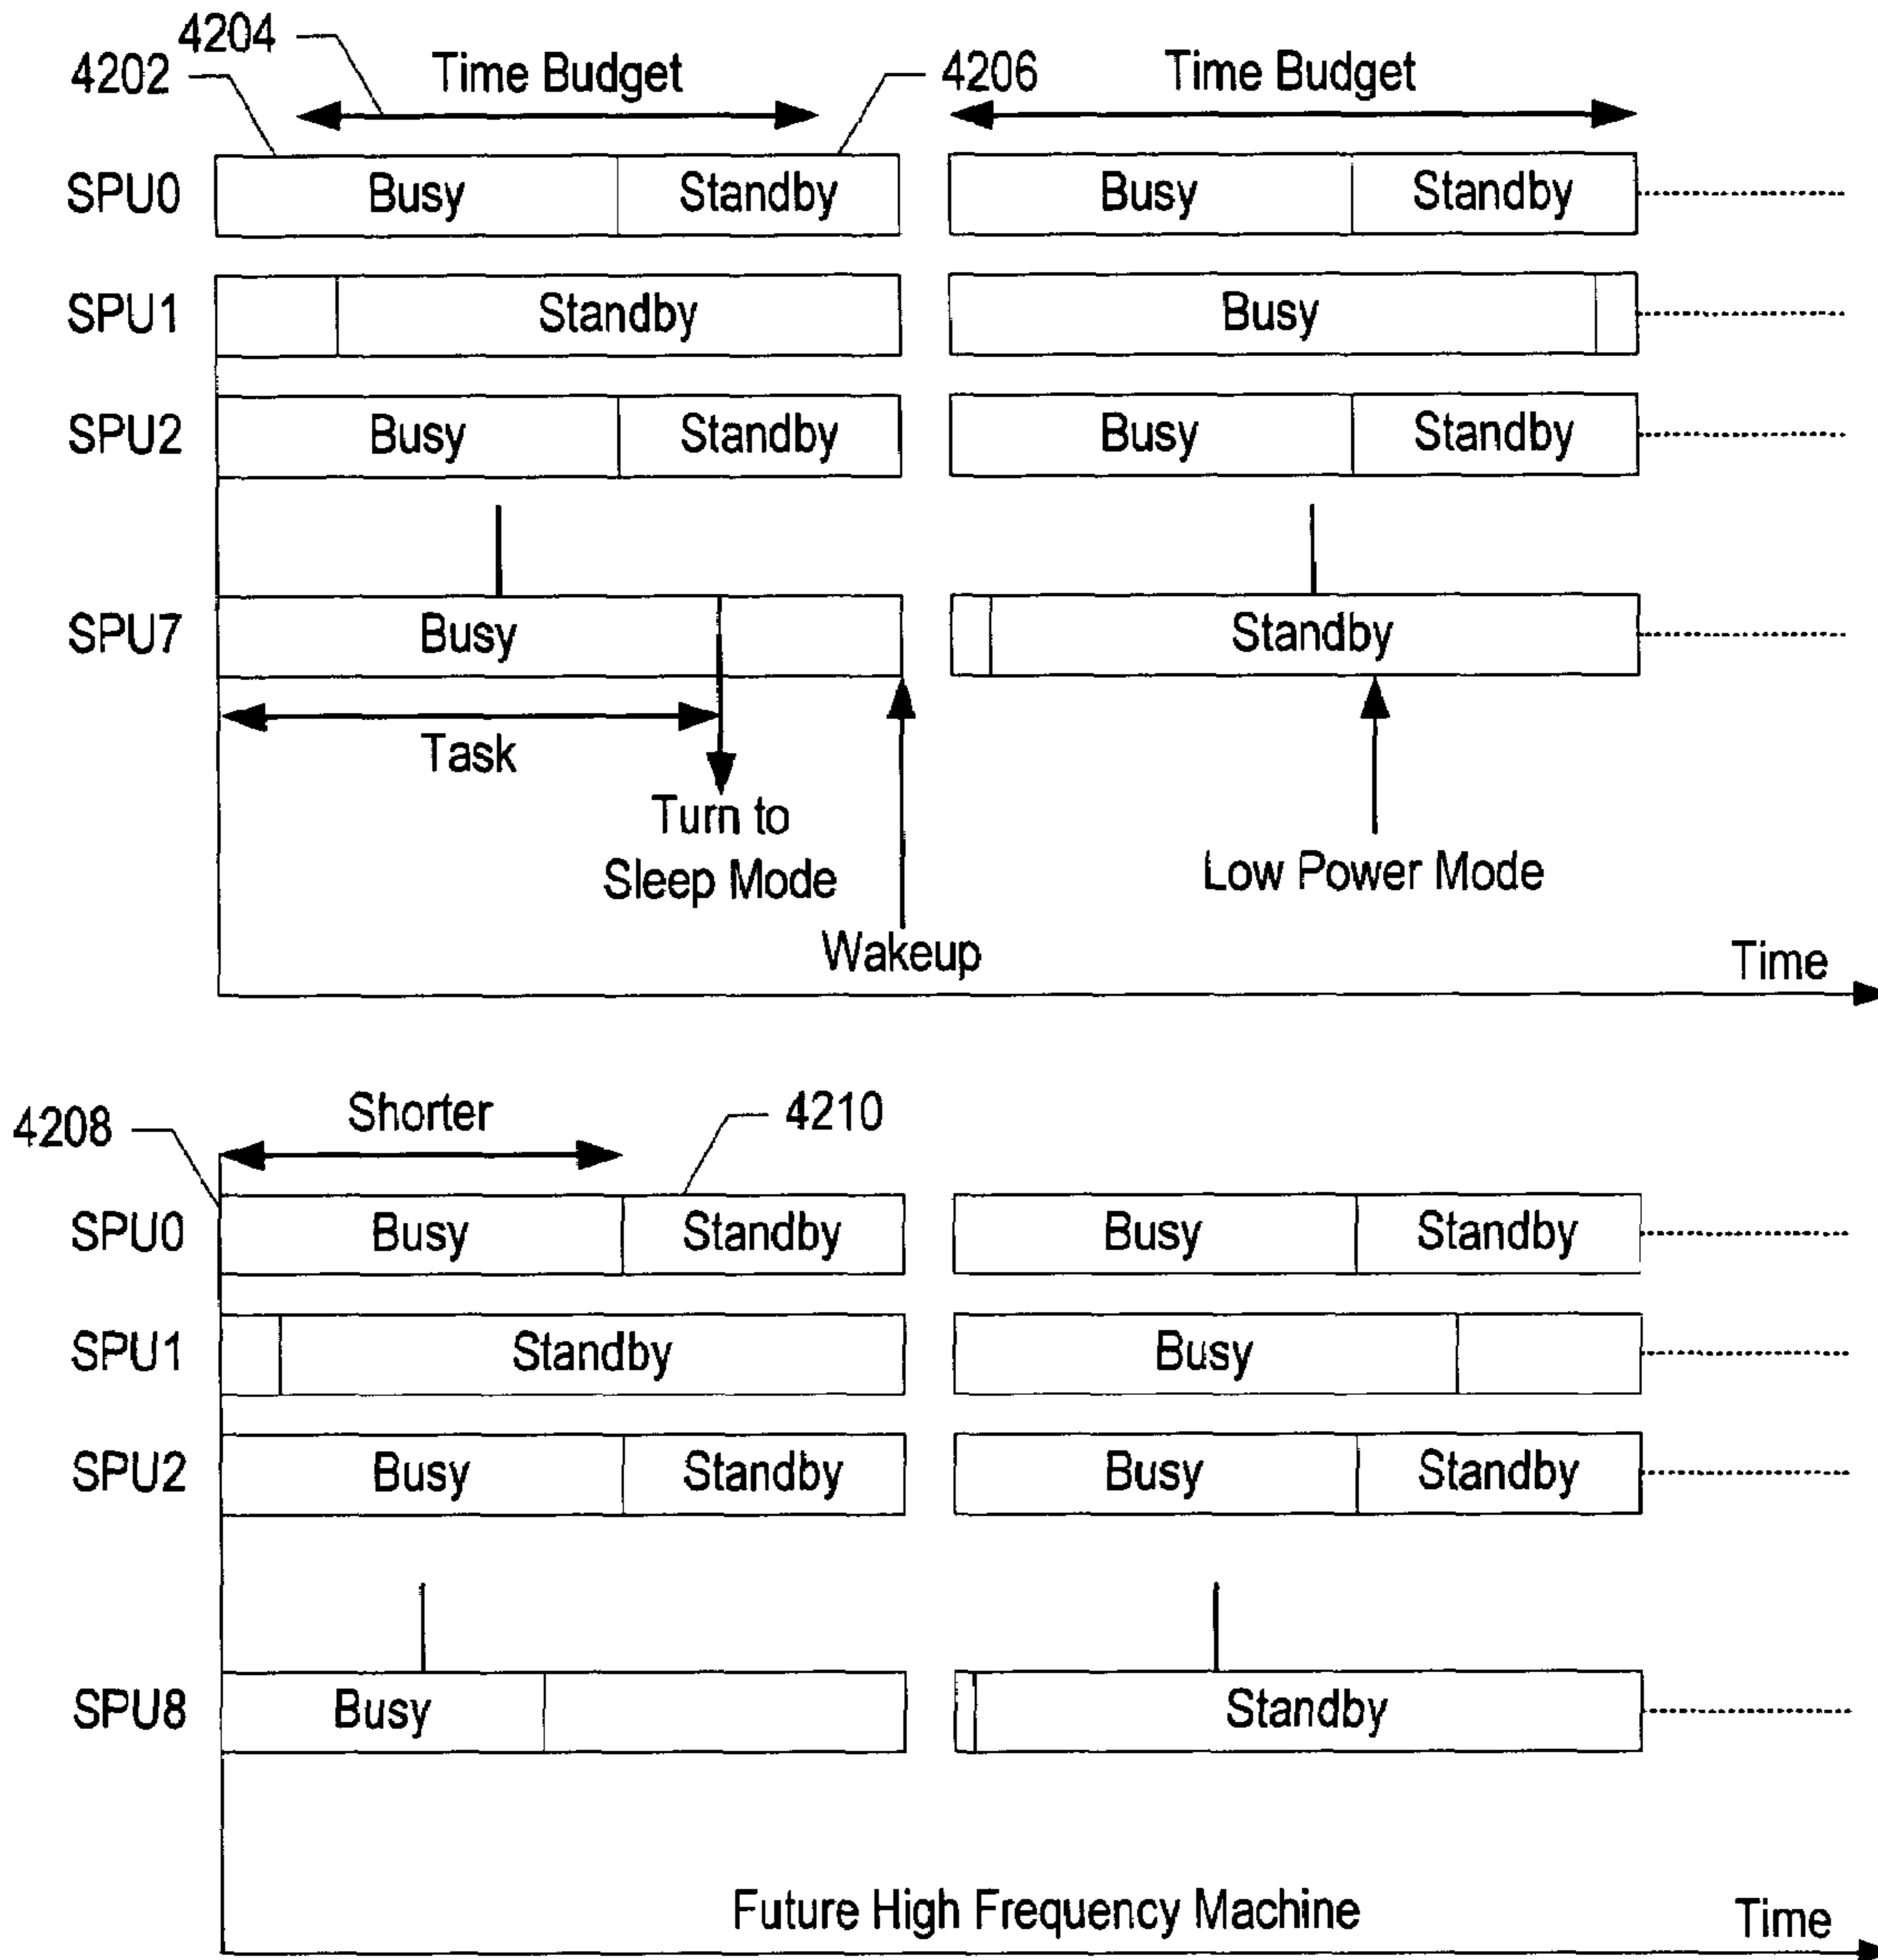 4204
4202
Time Budget
4206
Time Budget
SPU0
Busy
Standby
Busy
Standby
SPU1
Standby
Busy
SPU2
Busy
Standby
Busy
Standby
SPU7
Busy
Standby
Task
Turn to
Sleep Mode
Low Power Mode
Wakeup
Time
4208
Shorter
4210
SPU0
Busy
Standby
Busy
Standby
SPU1
Standby
Busy
SPU2
Busy
Standby
Busy
Standby
SPU8
Busy
Standby
Future High Frequency Machine
Time